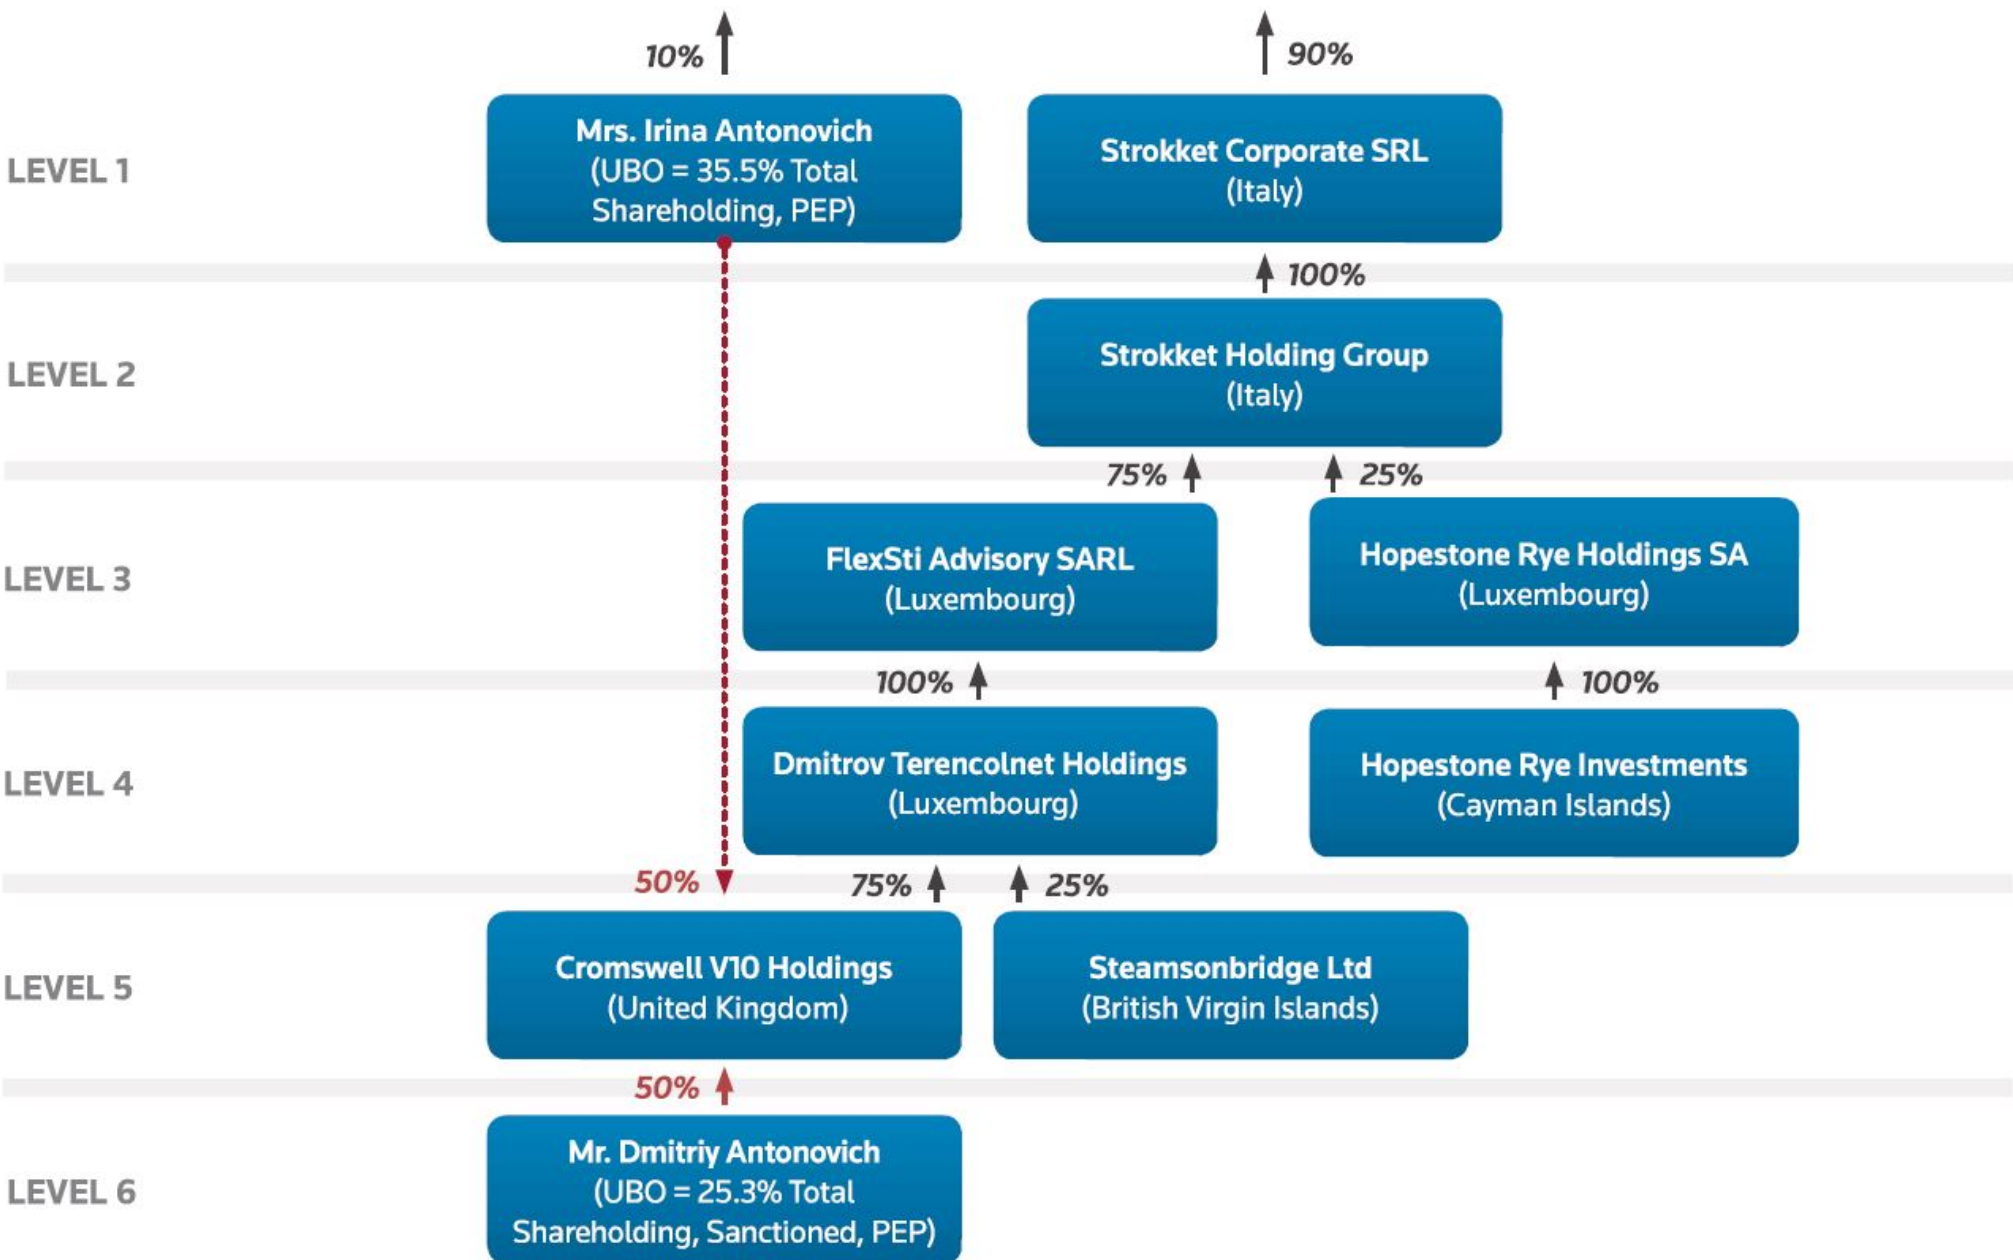 10%
90%
LEVEL 1
Mrs. Irina Antonovich
(UBO = 35.5% Total
Shareholding, PEP)
Strokket Corporate SRL
(Italy)
100%
LEVEL 2
Strokket Holding Group
(Italy)
75%
25%
LEVEL 3
FlexSti Advisory SARL
(Luxembourg)
Hopestone Rye Holdings SA
(Luxembourg)
100%
100%
LEVEL 4
Dmitrov Terencolnet Holdings
(Luxembourg)
Hopestone Rye Investments
(Cayman Islands)
50%
75%
25%
LEVEL 5
Cromswell V10 Holdings
(United Kingdom)
Steamsonbridge Ltd
(British Virgin Islands)
50%
LEVEL 6
Mr. Dmitriy Antonovich
(UBO = 25.3% Total
Shareholding, Sanctioned, PEP)